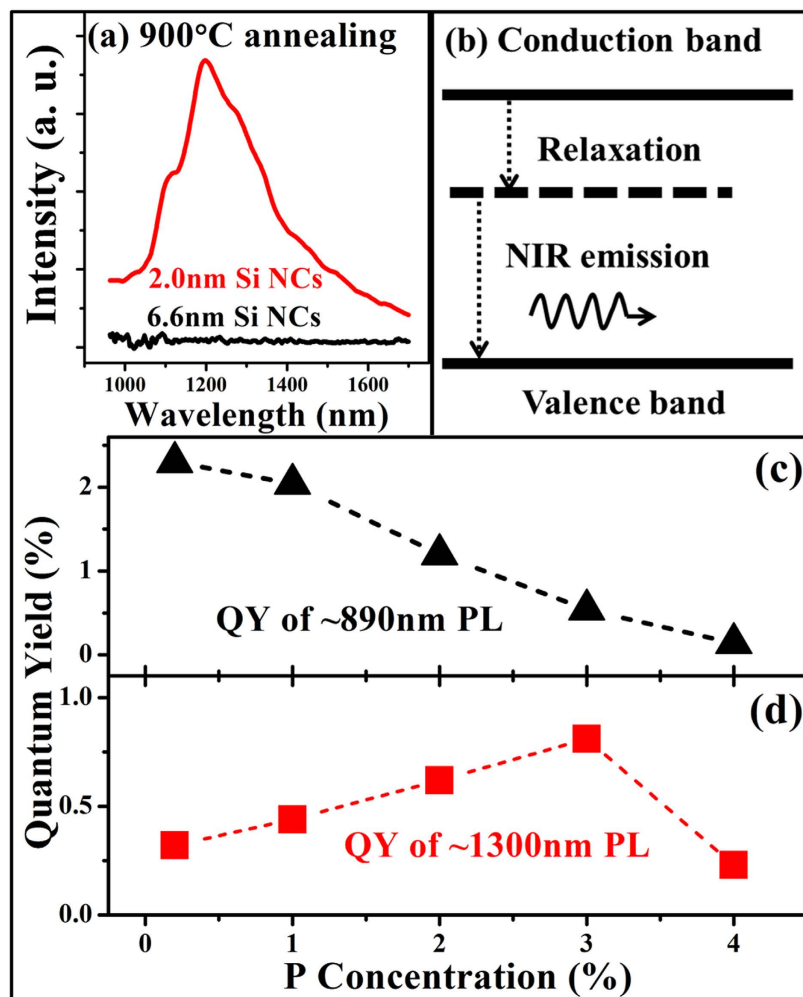 (a) 900°C annealing
Intensity (a. u.)
2.0nm Si NCs
6.6nm Si NCs
1000 1200 1400 1600
Wavelength (nm)
(b) Conduction band
Relaxation
NIR emission
Valence band
Quantum Yield (%)
(c)
2
1
0
QY of ~890nm PL
(d)
1.0
0.5
0.0
QY of ~1300nm PL
0 1 2 3 4
P Concentration (%)